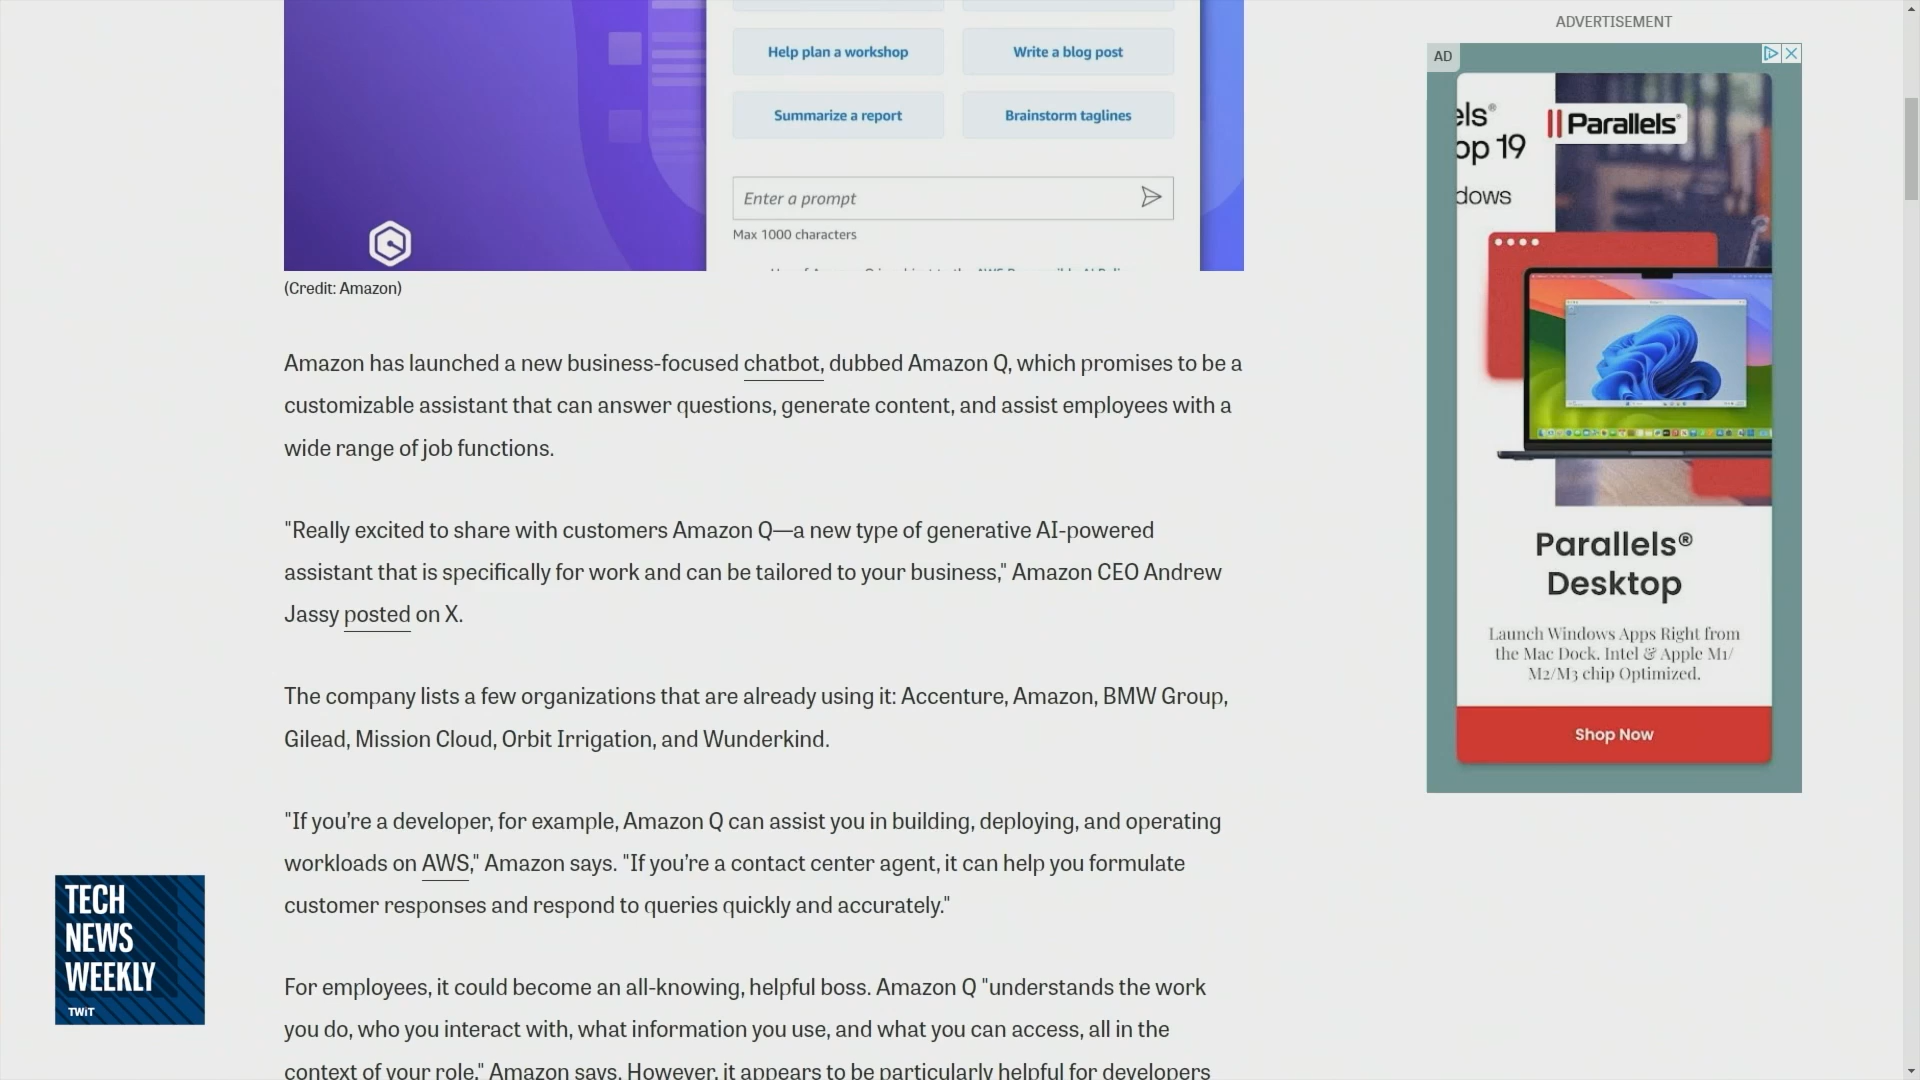 Help plan a workshop
Write a blog post
Summarize a report
Brainstorm taglines
Enter a prompt
Max 1000 characters
(Credit: Amazon)
Amazon has launched a new business-focused chatbot, dubbed Amazon Q, which promises to be a
customizable assistant that can answer questions, generate content, and assist employees with a
wide range of job functions.
"Really excited to share with customers Amazon Q—a new type of generative AI-powered
assistant that is specifically for work and can be tailored to your business," Amazon CEO Andrew
Jassy posted on X.
The company lists a few organizations that are already using it: Accenture, Amazon, BMW Group,
Gilead, Mission Cloud, Orbit Irrigation, and Wunderkind.
"If you’re a developer, for example, Amazon Q can assist you in building, deploying, and operating
workloads on AWS," Amazon says. "If you’re a contact center agent, it can help you formulate
customer responses and respond to queries quickly and accurately."
For employees, it could become an all-knowing, helpful boss. Amazon Q "understands the work
you do, who you interact with, what information you use, and what you can access, all in the
context of your role," Amazon says. However, it appears to be particularly helpful for developers
ADVERTISEMENT
AD
els®
op 19
dows
Parallels®
Parallels®
Desktop
Launch Windows Apps Right from
the Mac Dock. Intel & Apple M1/
M2/M3 chip Optimized.
Shop Now
TECH
NEWS
WEEKLY
TWiT